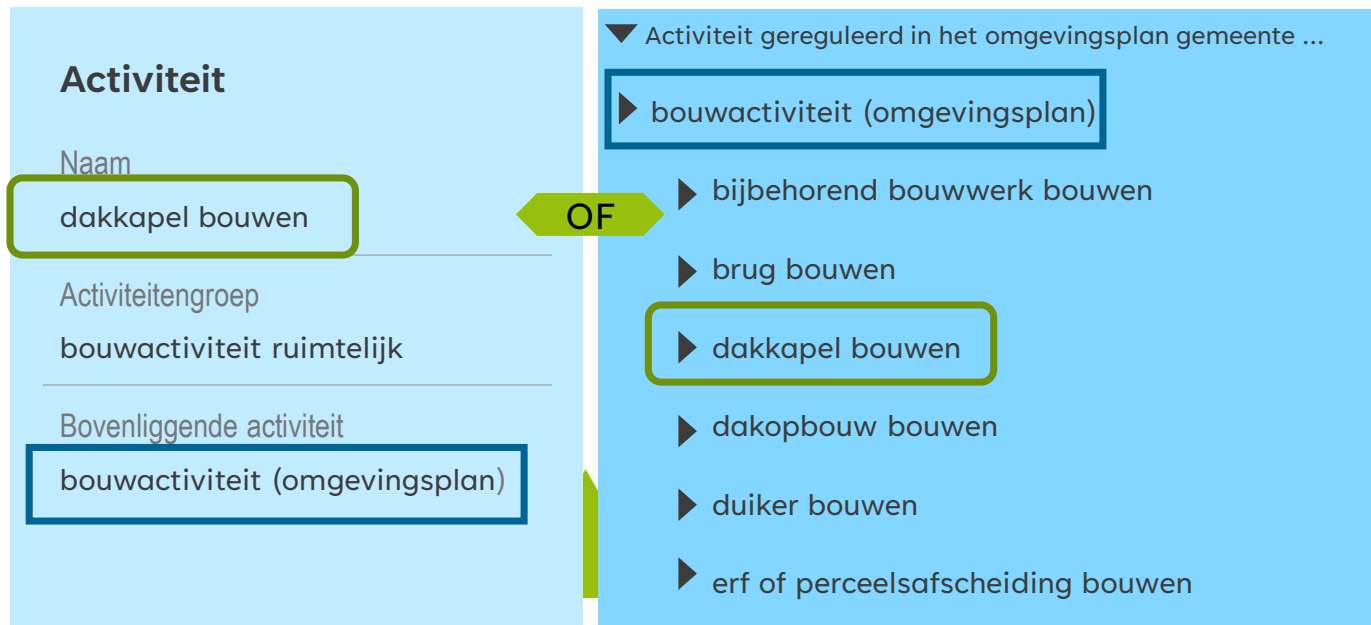 Activiteit
Naam
dakkapel bouwen
Activiteitengroep
bouwactiviteit ruimtelijk
Bovenliggende activiteit
bouwactiviteit (omgevingsplan)
OF
Activiteit gereguleerd in het omgevingsplan gemeente ...
bouwactiviteit (omgevingsplan)
bijbehorend bouwwerk bouwen
brug bouwen
dakkapel bouwen
dakopbouw bouwen
duiker bouwen
erf of perceelsafscheiding bouwen